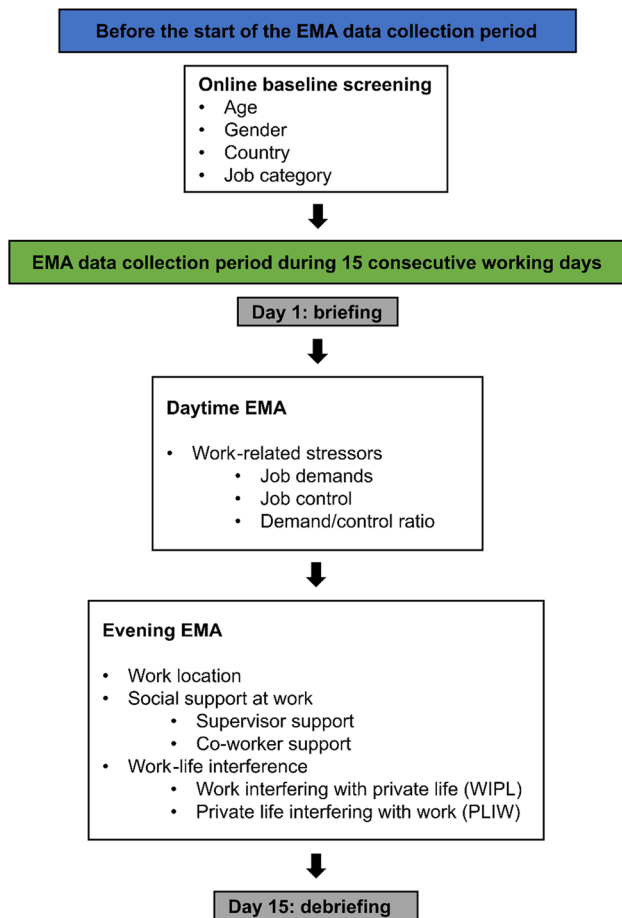 Before the start of the EMA data collection period
Online baseline screening
• Age
• Gender
• Country
• Job category
EMA data collection period during 15 consecutive working days
Day 1: briefing
Daytime EMA
• Work-related stressors
• Job demands
• Job control
• Demand/control ratio
Evening EMA
• Work location
• Social support at work
• Supervisor support
• Co-worker support
• Work-life interference
• Work interfering with private life (WIPL)
• Private life interfering with work (PLIW)
Day 15: debriefing